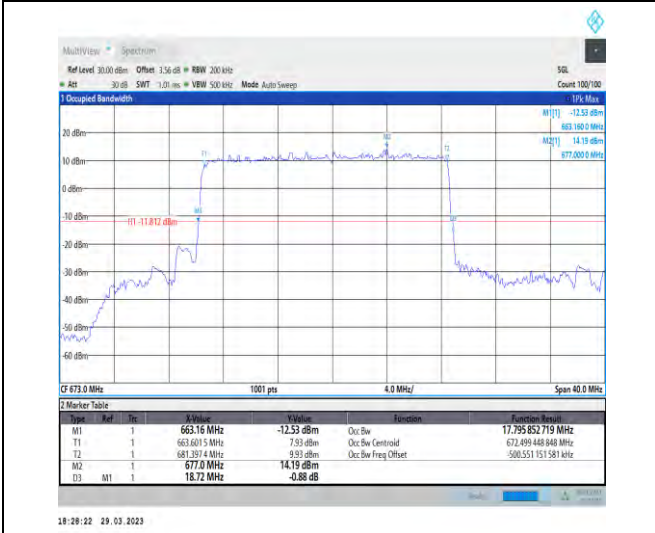 MultiView Spectrum
Ref Level 30.00 dBm Offset 3.56 dB RBW 200 kHz SGL
Att 30 dB SWT 1.01 ms VBW 500 kHz Mode Auto Sweep Count 100/100
1 Occupied Bandwidth 1Pk Max
M1[1] -12.53 dBm
663.160 0 MHz
20 dBm M2[1] 14.19 dBm
M2
677.000 0 MHz
T1 T2
10 dBm
0 dBm
-10 dBm M1
H1 -11.812 dBm
-20 dBm
-30 dBm
-40 dBm
-50 dBm
-60 dBm
CF 673.0 MHz 1001 pts 4.0 MHz/ Span 40.0 MHz
2 Marker Table
Type Ref Trc X-Value Y-Value Function Function Result
M1 1 663.16 MHz -12.53 dBm Occ Bw 17.795 852 719 MHz
T1 1 663.601 5 MHz 7.93 dBm Occ Bw Centroid 672.499 448 848 MHz
T2 1 681.397 4 MHz 9.93 dBm Occ Bw Freq Offset -500.551 151 581 kHz
M2 1 677.0 MHz 14.19 dBm
D3 M1 1 18.72 MHz -0.88 dB
18:28:22 29.03.2023